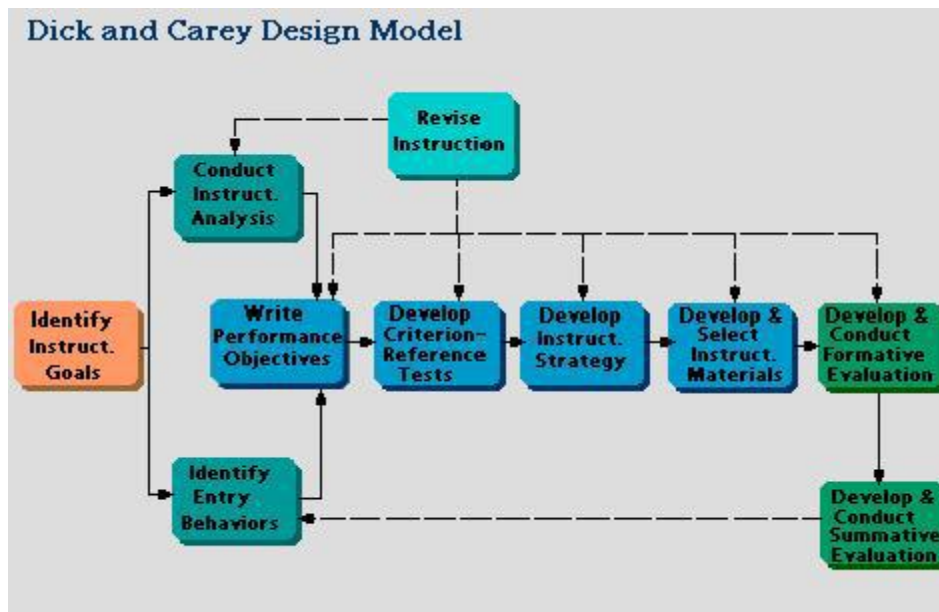 Dick and Carey Design Model
Revise
Instruction
Conduct
Instruct.
Analysis
Identify
Instruct.
Goals
Write
Performance
Objectives
Develop
Criterion-
Reference
Tests
Develop
Instruct.
Strategy
Develop &
Select
Instruct.
Materials
Develop &
Conduct
Formative
Evaluation
Identify
Entry
Behaviors
Develop &
Conduct
Summative
Evaluation